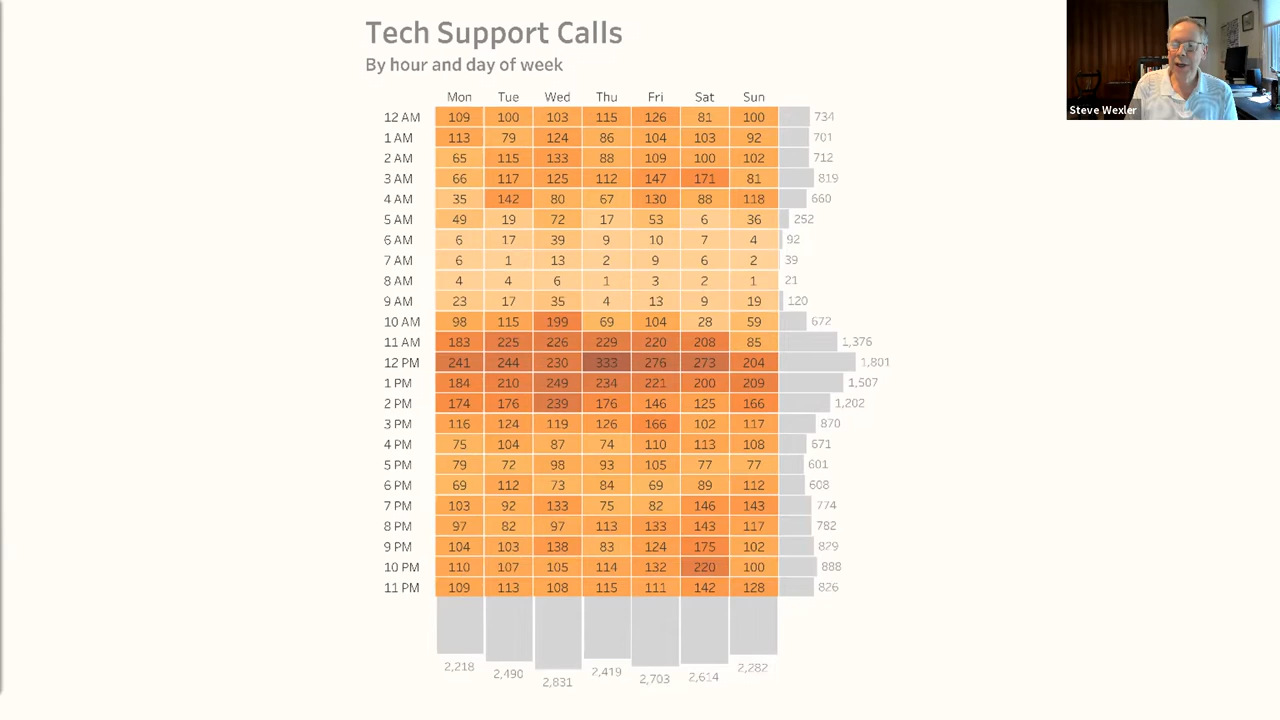 Tech Support Calls
By hour and day of week
Steve Wexler
Mon Tue Wed Thu Fri Sat Sun
12 AM 109 100 103 115 126 81 100 734
1 AM 113 79 124 86 104 103 92 701
2 AM 65 115 133 88 109 100 102 712
3 AM 66 117 125 112 147 171 81 819
4 AM 35 142 80 67 130 88 118 660
5 AM 49 19 72 17 53 6 36 252
6 AM 6 17 39 9 10 7 4 92
7 AM 6 1 13 2 9 6 2 39
8 AM 4 4 6 1 3 2 1 21
9 AM 23 17 35 4 13 9 19 120
10 AM 98 115 199 69 104 28 59 672
11 AM 183 225 226 229 220 208 85 1,376
12 PM 241 244 230 333 276 273 204 1,801
1 PM 184 210 249 234 221 200 209 1,507
2 PM 174 176 239 176 146 125 166 1,202
3 PM 116 124 119 126 166 102 117 870
4 PM 75 104 87 74 110 113 108 671
5 PM 79 72 98 93 105 77 77 601
6 PM 69 112 73 84 69 89 112 608
7 PM 103 92 133 75 82 146 143 774
8 PM 97 82 97 113 133 143 117 782
9 PM 104 103 138 83 124 175 102 829
10 PM 110 107 105 114 132 220 100 888
11 PM 109 113 108 115 111 142 128 826
2,218 2,490 2,831 2,419 2,703 2,614 2,282